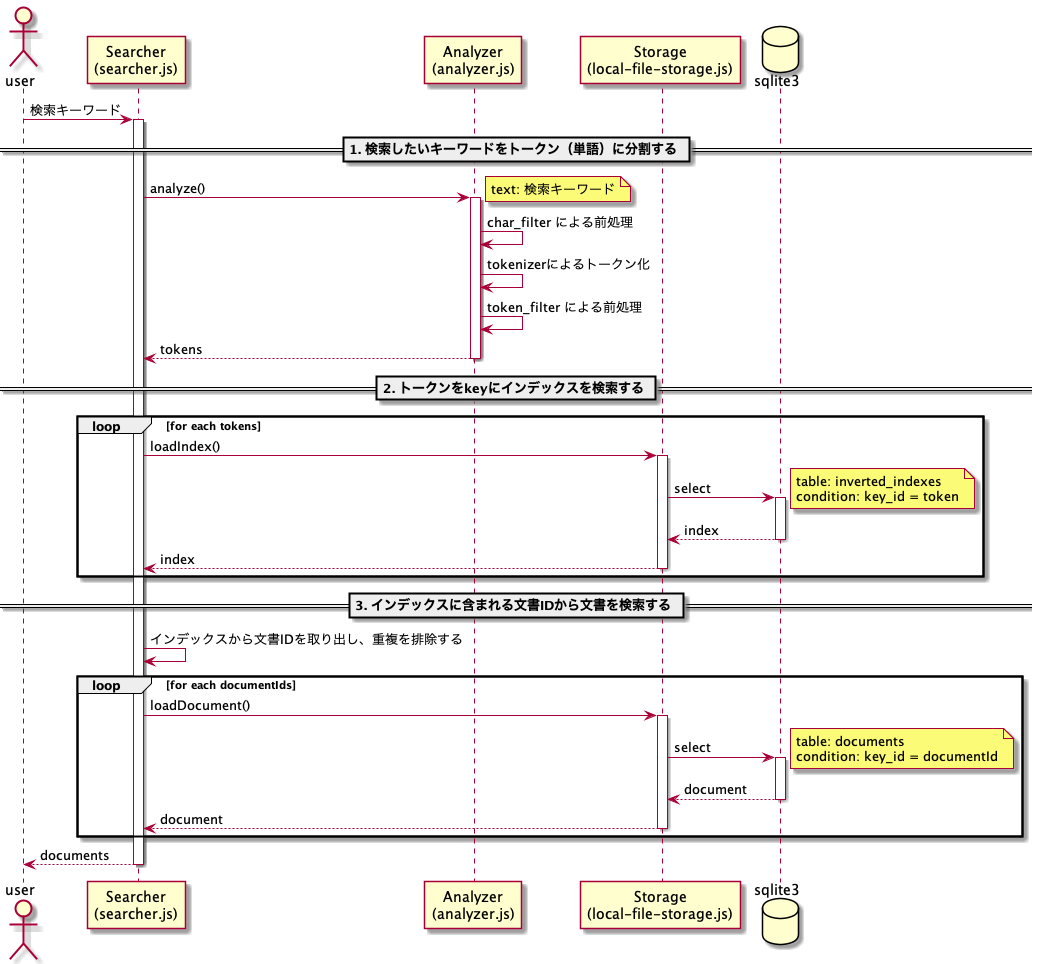 user
Searcher
(searcher.js)
Analyzer
(analyzer.js)
Storage
(local-file-storage.js)
sqlite3
検索キーワード
1. 検索したいキーワードをトークン（単語）に分割する
analyze()
text: 検索キーワード
char_filter による前処理
tokenizerによるトークン化
token_filter による前処理
tokens
2. トークンをkeyにインデックスを検索する
loop
[for each tokens]
loadIndex()
select
table: inverted_indexes
condition: key_id = token
index
index
3. インデックスに含まれる文書IDから文書を検索する
インデックスから文書IDを取り出し、重複を排除する
loop
[for each documentIds]
loadDocument()
select
table: documents
condition: key_id = documentId
document
document
documents
user
Searcher
(searcher.js)
Analyzer
(analyzer.js)
Storage
(local-file-storage.js)
sqlite3